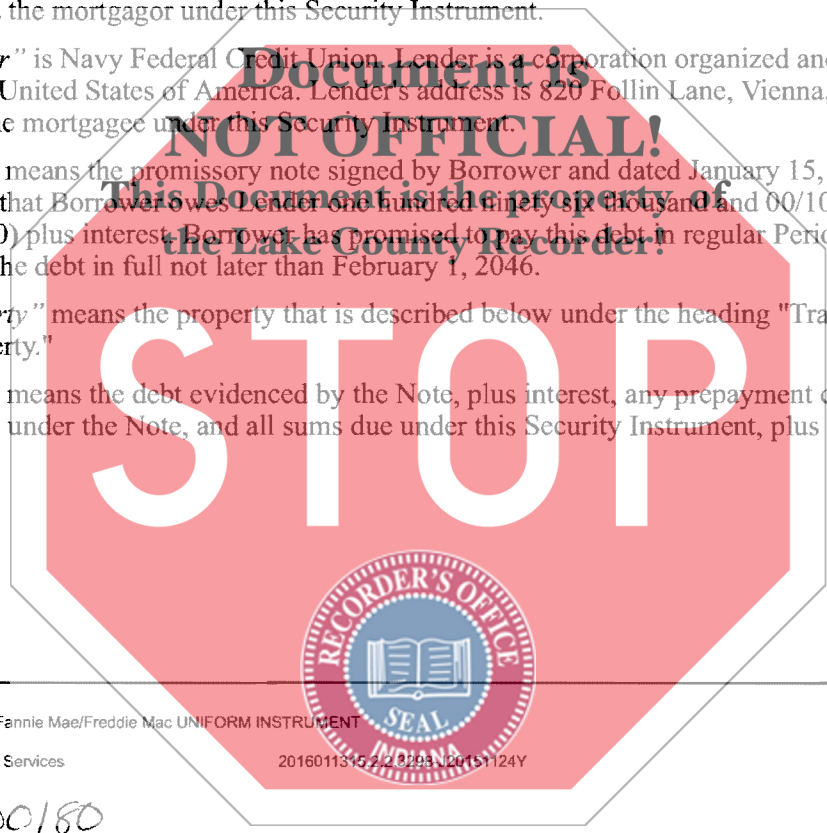 the mortgagor under this Security Instrument.
r" is Navy Federal Credit Union. Lender is a corporation organized and
United States of America. Lender's address is 820 Follin Lane, Vienna.
e mortgagee under this Security Instrument.
means the promissory note signed by Borrower and dated January 15,
that Borrower owes Lender one hundred ninety six thousand and 00/10
0) plus interest. Borrower has promised to pay this debt in regular Perio
he debt in full not later than February 1, 2046.
rty" means the property that is described below under the heading "Tra
erty."
means the debt evidenced by the Note, plus interest, any prepayment c
under the Note, and all sums due under this Security Instrument, plus
Document is
NOT OFFICIAL!
This Document is the property of
the Lake County Recorder!
STOP
RECORDER'S OFFICE
SEAL
INDIANA
Fannie Mae/Freddie Mac UNIFORM INSTRUMENT
Services
2016011315.2.2.3298-J20151124Y